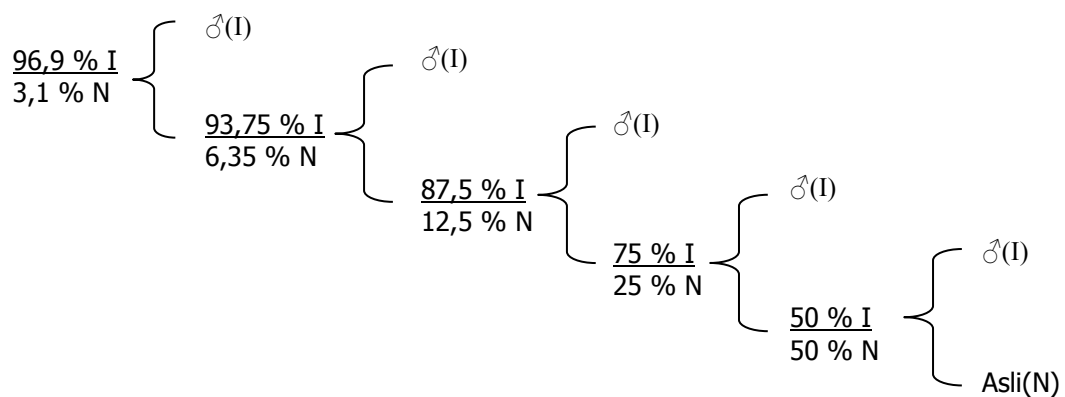 ♂(I)
96,9 % I
3,1 % N
♂(I)
93,75 % I
6,35 % N
♂(I)
87,5 % I
12,5 % N
♂(I)
75 % I
25 % N
♂(I)
50 % I
50 % N
Asli(N)